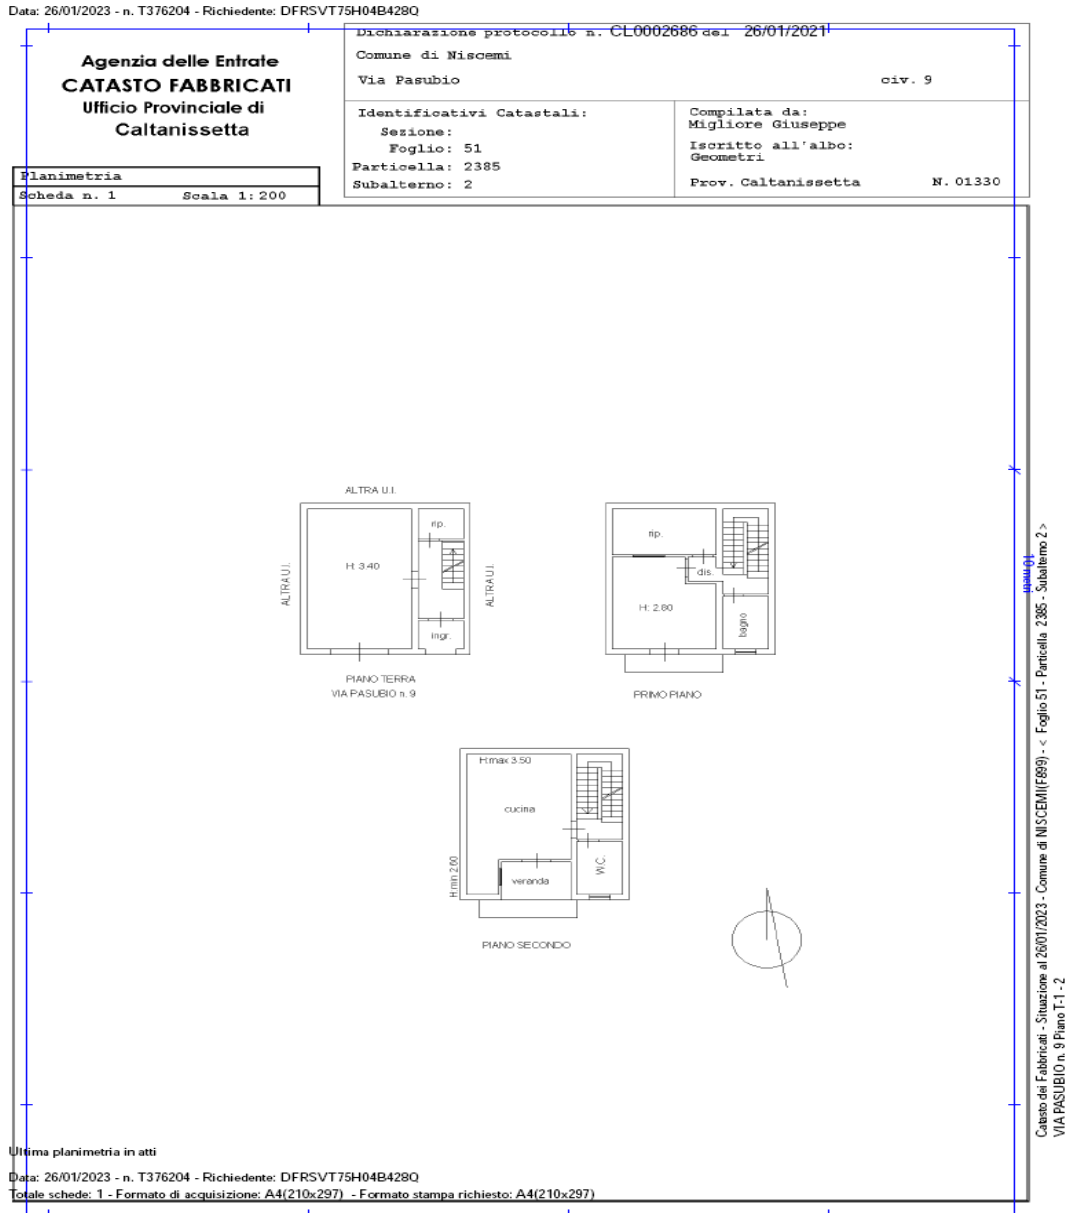 Data: 26/01/2023 - n. T376204 - Richiedente: DFRSVT75H04B428Q
Agenzia delle Entrate
CATASTO FABBRICATI
Ufficio Provinciale di
Caltanissetta
Dichiarazione protocollo n. CL0002686 del 26/01/2021
Comune di Niscemi
Via Pasubio civ. 9
Identificativi Catastali:
Sezione:
Foglio: 51
Particella: 2385
Subalterno: 2
Compilata da:
Migliore Giuseppe
Iscritto all'albo:
Geometri
Prov. Caltanissetta N. 01330
Planimetria
Scheda n. 1 Scala 1:200
ALTRA U.I.
ALTRA U.I.
H: 3.40
rip.
ingr.
ALTRA U.I.
PIANO TERRA
VIA PASUBIO n. 9
rip.
dis.
H: 2.80
bagno
PRIMO PIANO
H:max 3.50
cucina
H:min 2.60
veranda
W.C.
PIANO SECONDO
10 metri
Catasto dei Fabbricati - Situazione al 26/01/2023 - Comune di NISCEMI(F899) - < Foglio 51 - Particella 2385 - Subalterno 2 >
VIA PASUBIO n. 9 Piano T-1 - 2
Ultima planimetria in atti
Data: 26/01/2023 - n. T376204 - Richiedente: DFRSVT75H04B428Q
Totale schede: 1 - Formato di acquisizione: A4(210x297) - Formato stampa richiesto: A4(210x297)